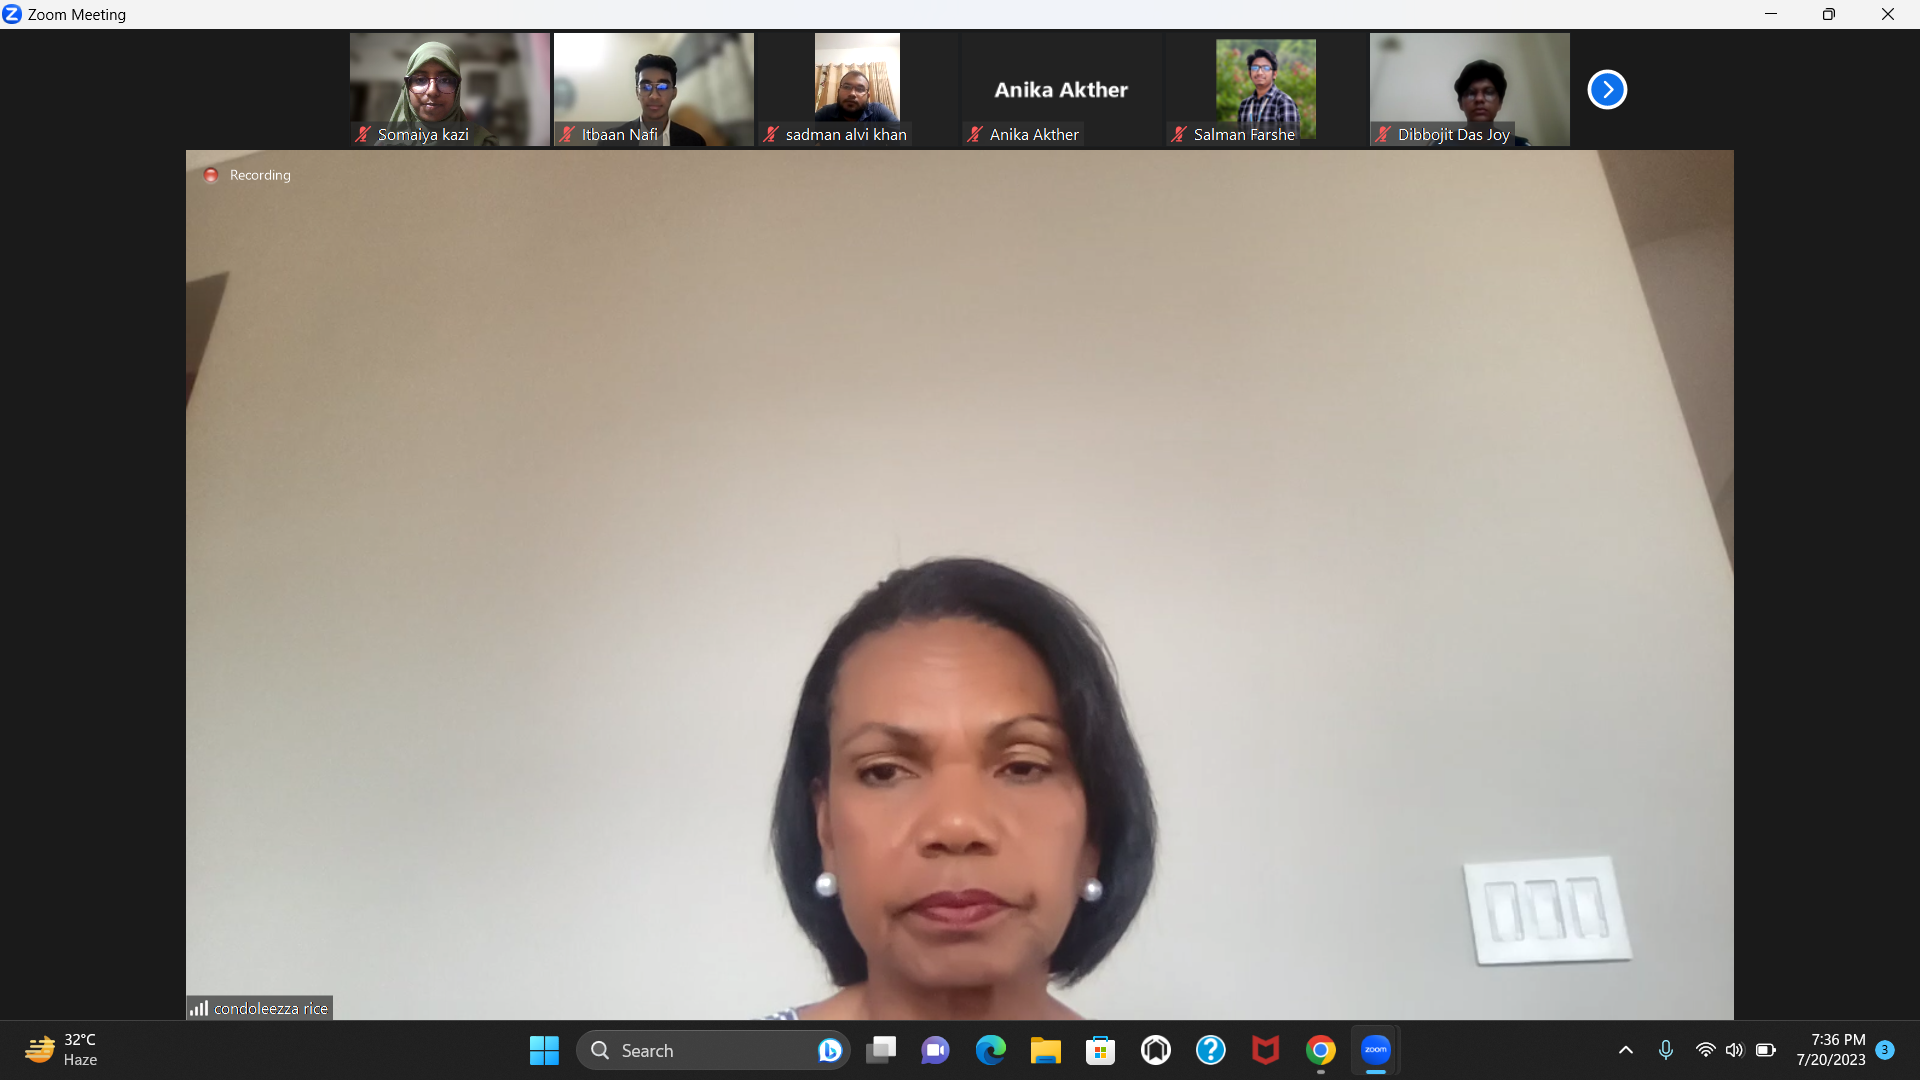 Zoom Meeting
Somaiya kazi
Itbaan Nafi
sadman alvi khan
Anika Akther
Anika Akther
Salman Farshe
Dibbojit Das Joy
Recording
condoleezza rice
32°C
Haze
Search
zoom
7:36 PM
7/20/2023
3